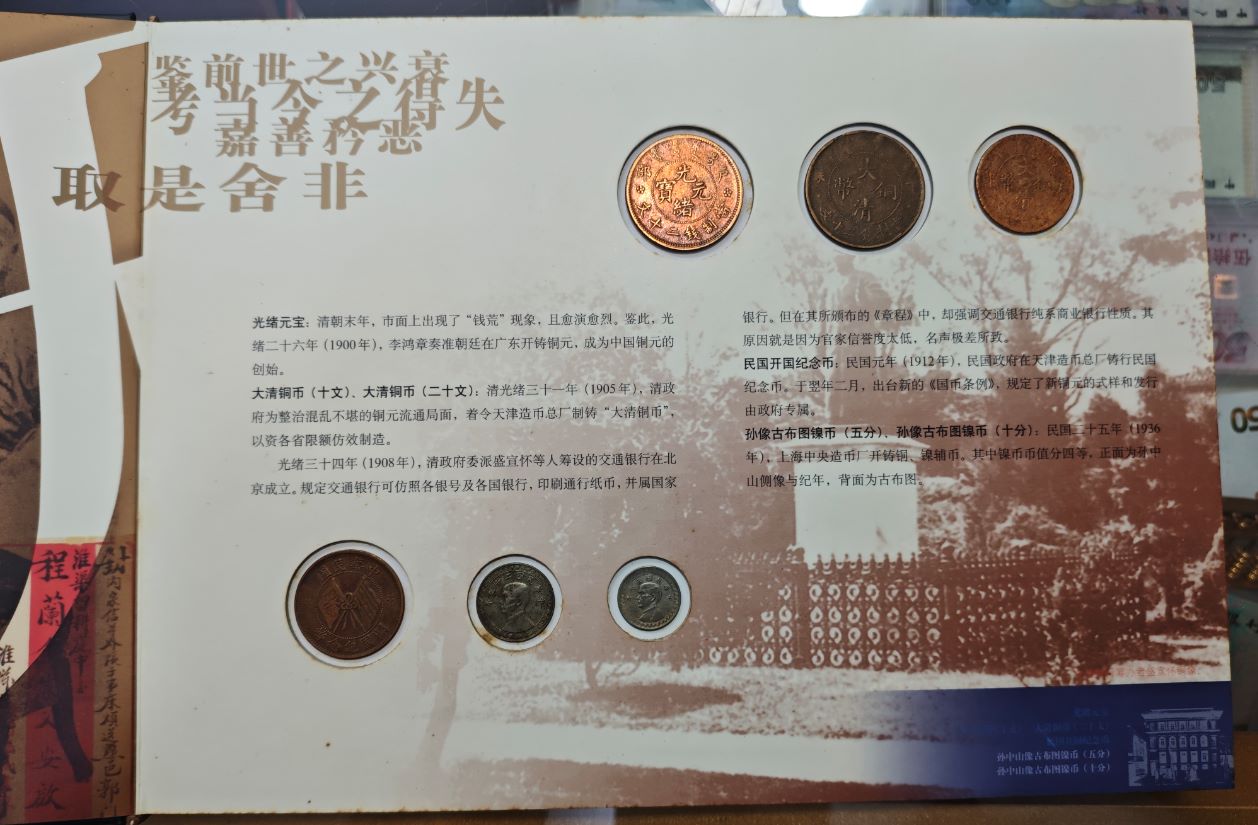 鉴前世之兴衰
考当今之得失
嘉善矜恶
取是舍非
光绪元宝
大清铜币
光绪元宝：清朝末年，市面上出现了“钱荒”现象，且愈演愈烈。鉴此，光
绪二十六年（1900年），李鸿章奏准朝廷在广东开铸铜元，成为中国铜元的
创始。
大清铜币（十文）、大清铜币（二十文）：清光绪三十一年（1905年），清政
府为整治混乱不堪的铜元流通局面，着令天津造币总厂制铸“大清铜币”，
以资各省限额仿效制造。
光绪三十四年（1908年），清政府委派盛宣怀等人筹设的交通银行在北
京成立。规定交通银行可仿照各银号及各国银行，印刷通行纸币，并属国家
银行。但在其所颁布的《章程》中，却强调交通银行纯系商业银行性质。其
原因就是因为官家信誉度太低，名声极差所致。
民国开国纪念币：民国元年（1912年），民国政府在天津造币总厂铸行民国
纪念币。于翌年二月，出台新的《国币条例》，规定了新铜元的式样和发行
由政府专属。
孙像古布图镍币（五分）、孙像古布图镍币（十分）：民国二十五年（1936
年），上海中央造币厂开铸铜、镍辅币。其中镍币币值分四等，正面为孙中
山侧像与纪年，背面为古布图。
程蘭
安啟
光绪元宝
孙中山像古布图镍币（五分）
孙中山像古布图镍币（十分）
50